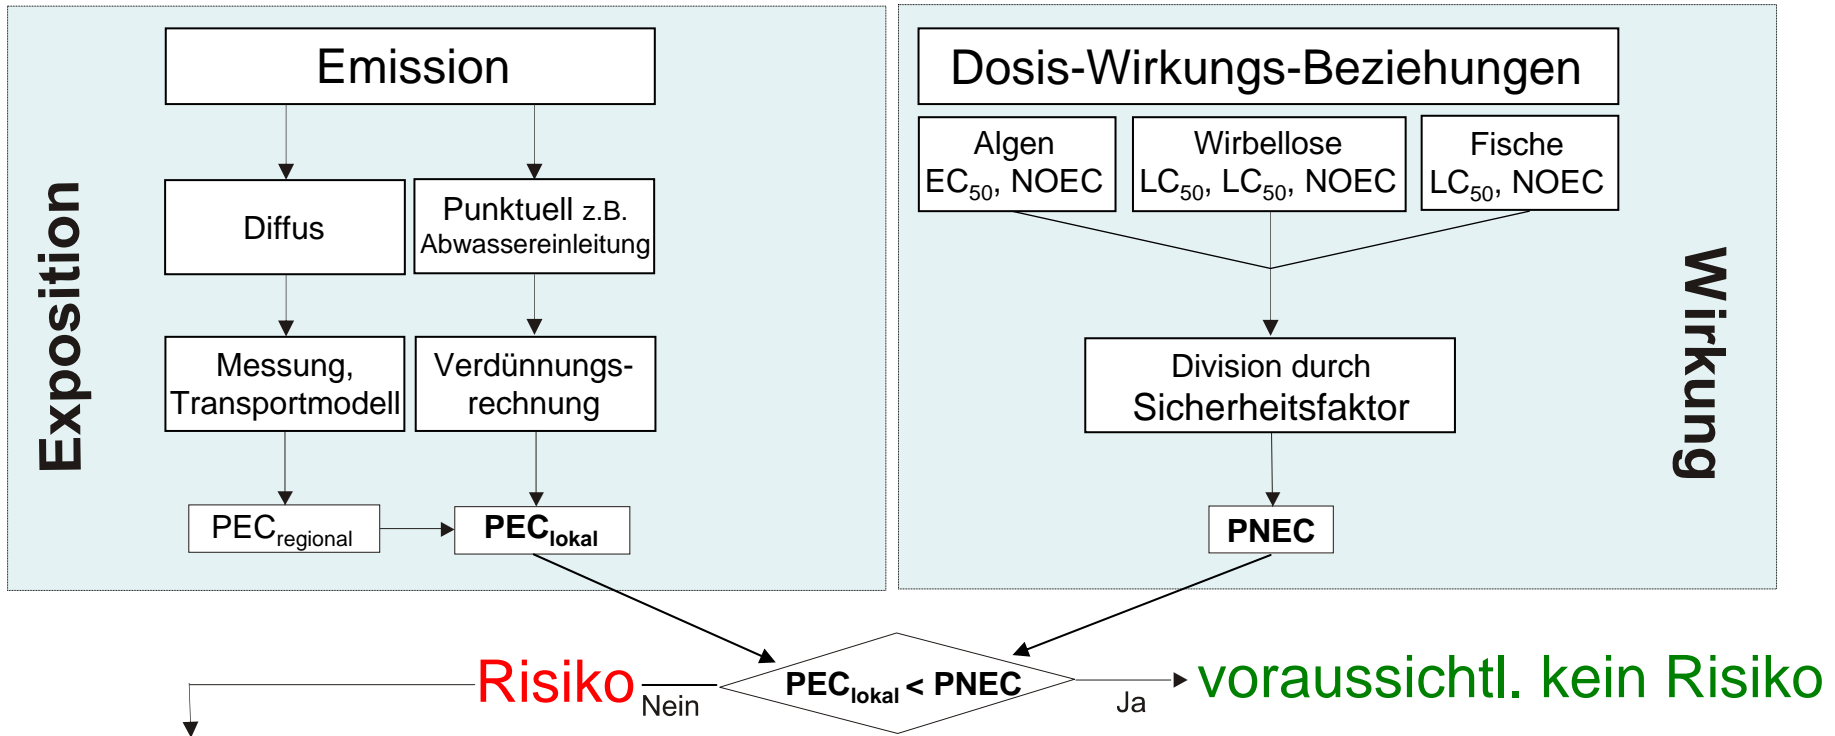 Exposition
Emission
Diffus
Punktuell z.B.
Abwassereinleitung
Messung,
Transportmodell
Verdünnungs-
rechnung
PECregional
PEClokal
Dosis-Wirkungs-Beziehungen
Algen
EC50, NOEC
Wirbellose
LC50, LC50, NOEC
Fische
LC50, NOEC
Division durch
Sicherheitsfaktor
PNEC
Wirkung
Risiko
Nein
PEClokal < PNEC
Ja
voraussichtl. kein Risiko